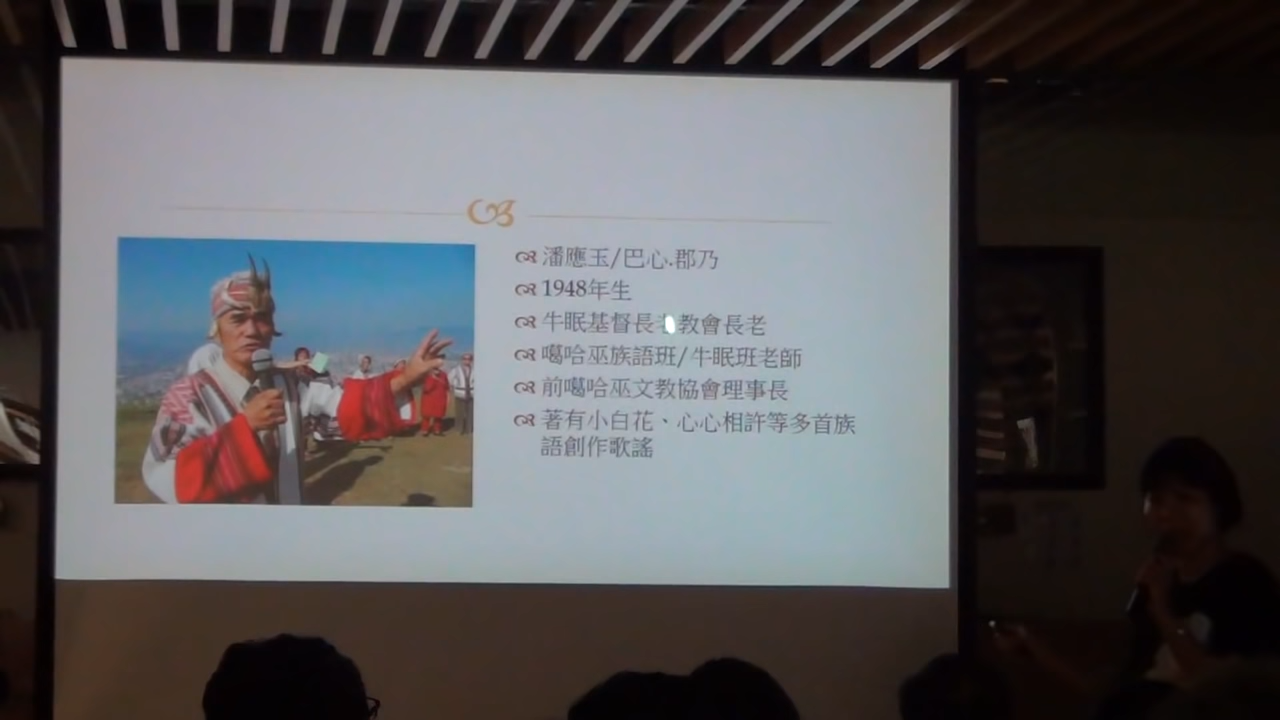 潘應玉/巴心.郡乃
1948年生
牛眠基督長老教會長老
噶哈巫族語班/牛眠班老師
前噶哈巫文教協會理事長
著有小白花、心心相許等多首族
語創作歌謠